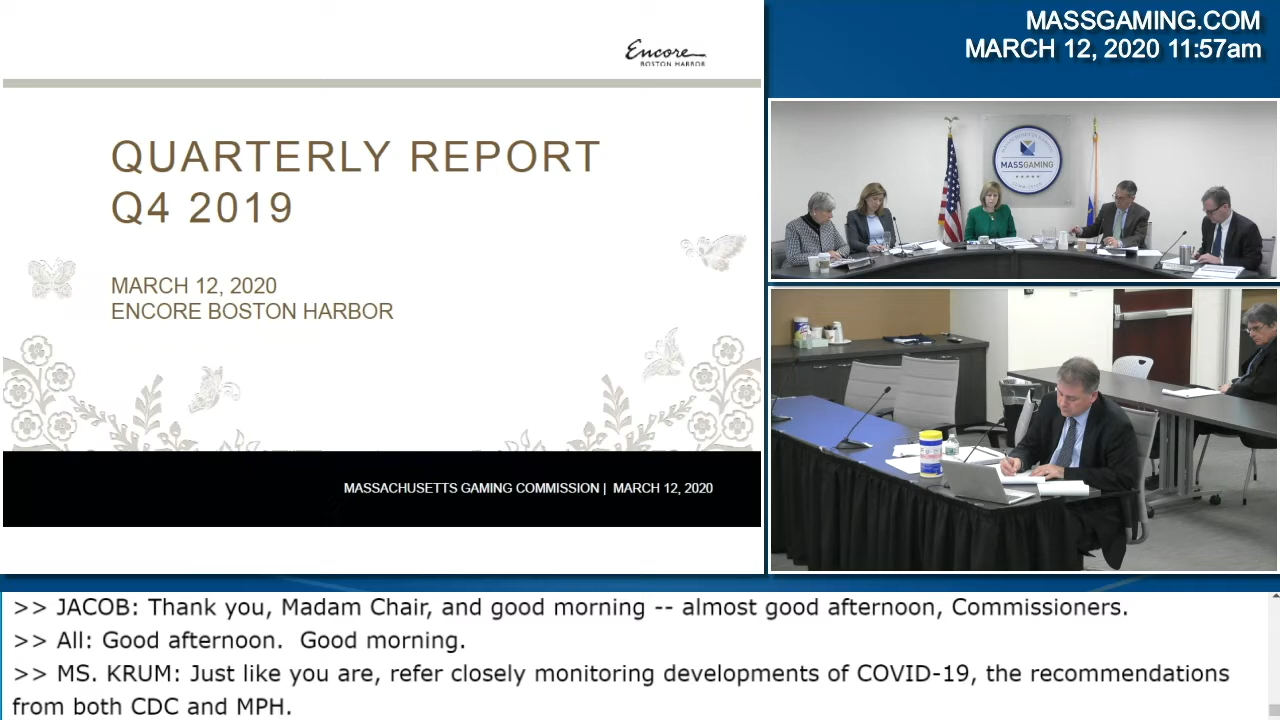 Encore
BOSTON HARBOR
QUARTERLY REPORT
Q4 2019
MARCH 12, 2020
ENCORE BOSTON HARBOR
MASSACHUSETTS GAMING COMMISSION | MARCH 12, 2020
MASSGAMING.COM
MARCH 12, 2020 11:57am
MASSGAMING
>> JACOB: Thank you, Madam Chair, and good morning -- almost good afternoon, Commissioners.
>> All: Good afternoon.  Good morning.
>> MS. KRUM: Just like you are, refer closely monitoring developments of COVID-19, the recommendations
from both CDC and MPH.